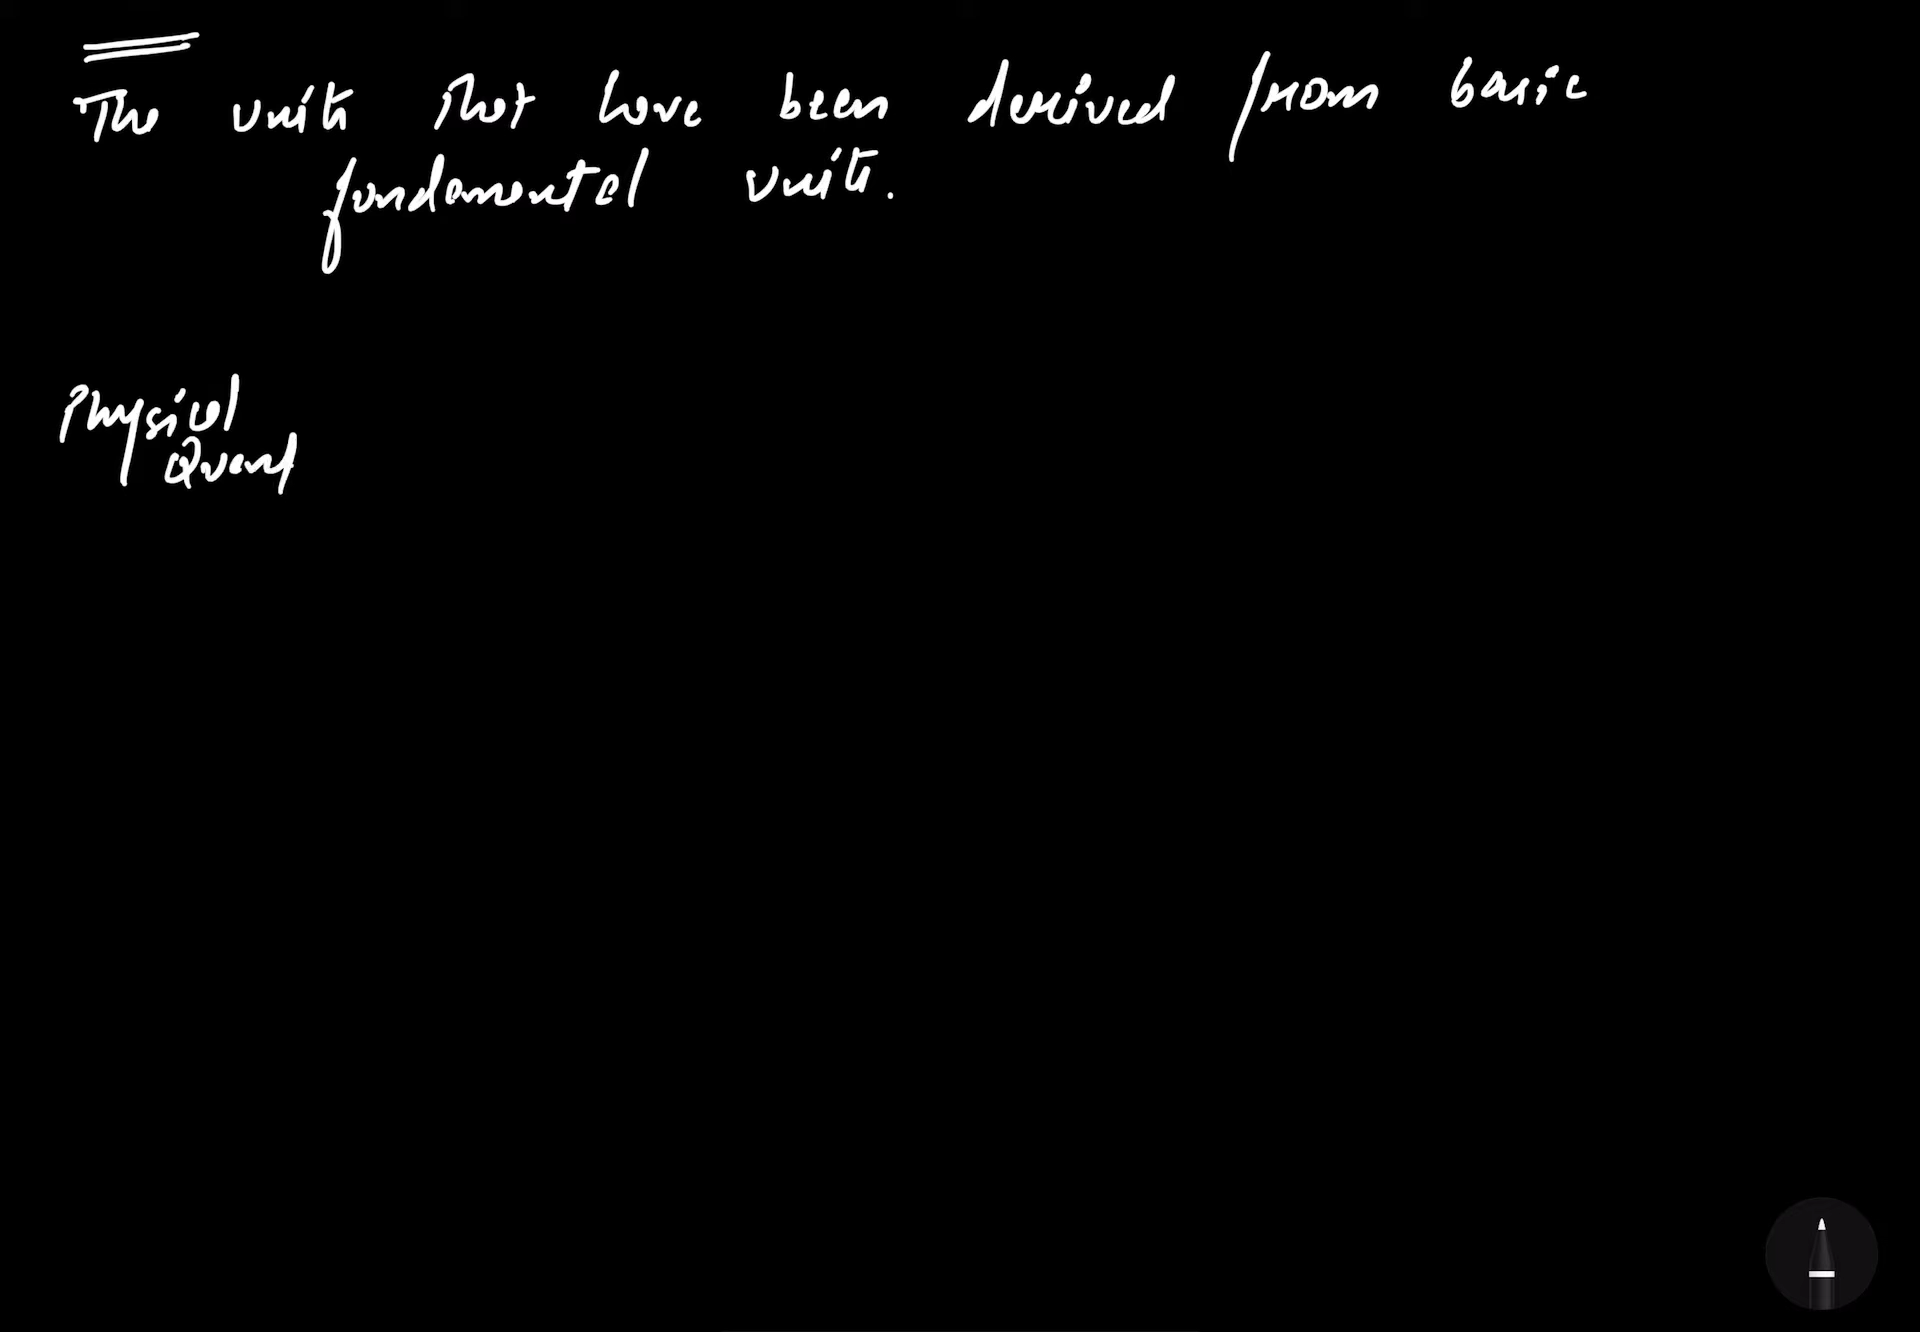 The units that have been derived from basic
fundamental units.
Physical
Quant